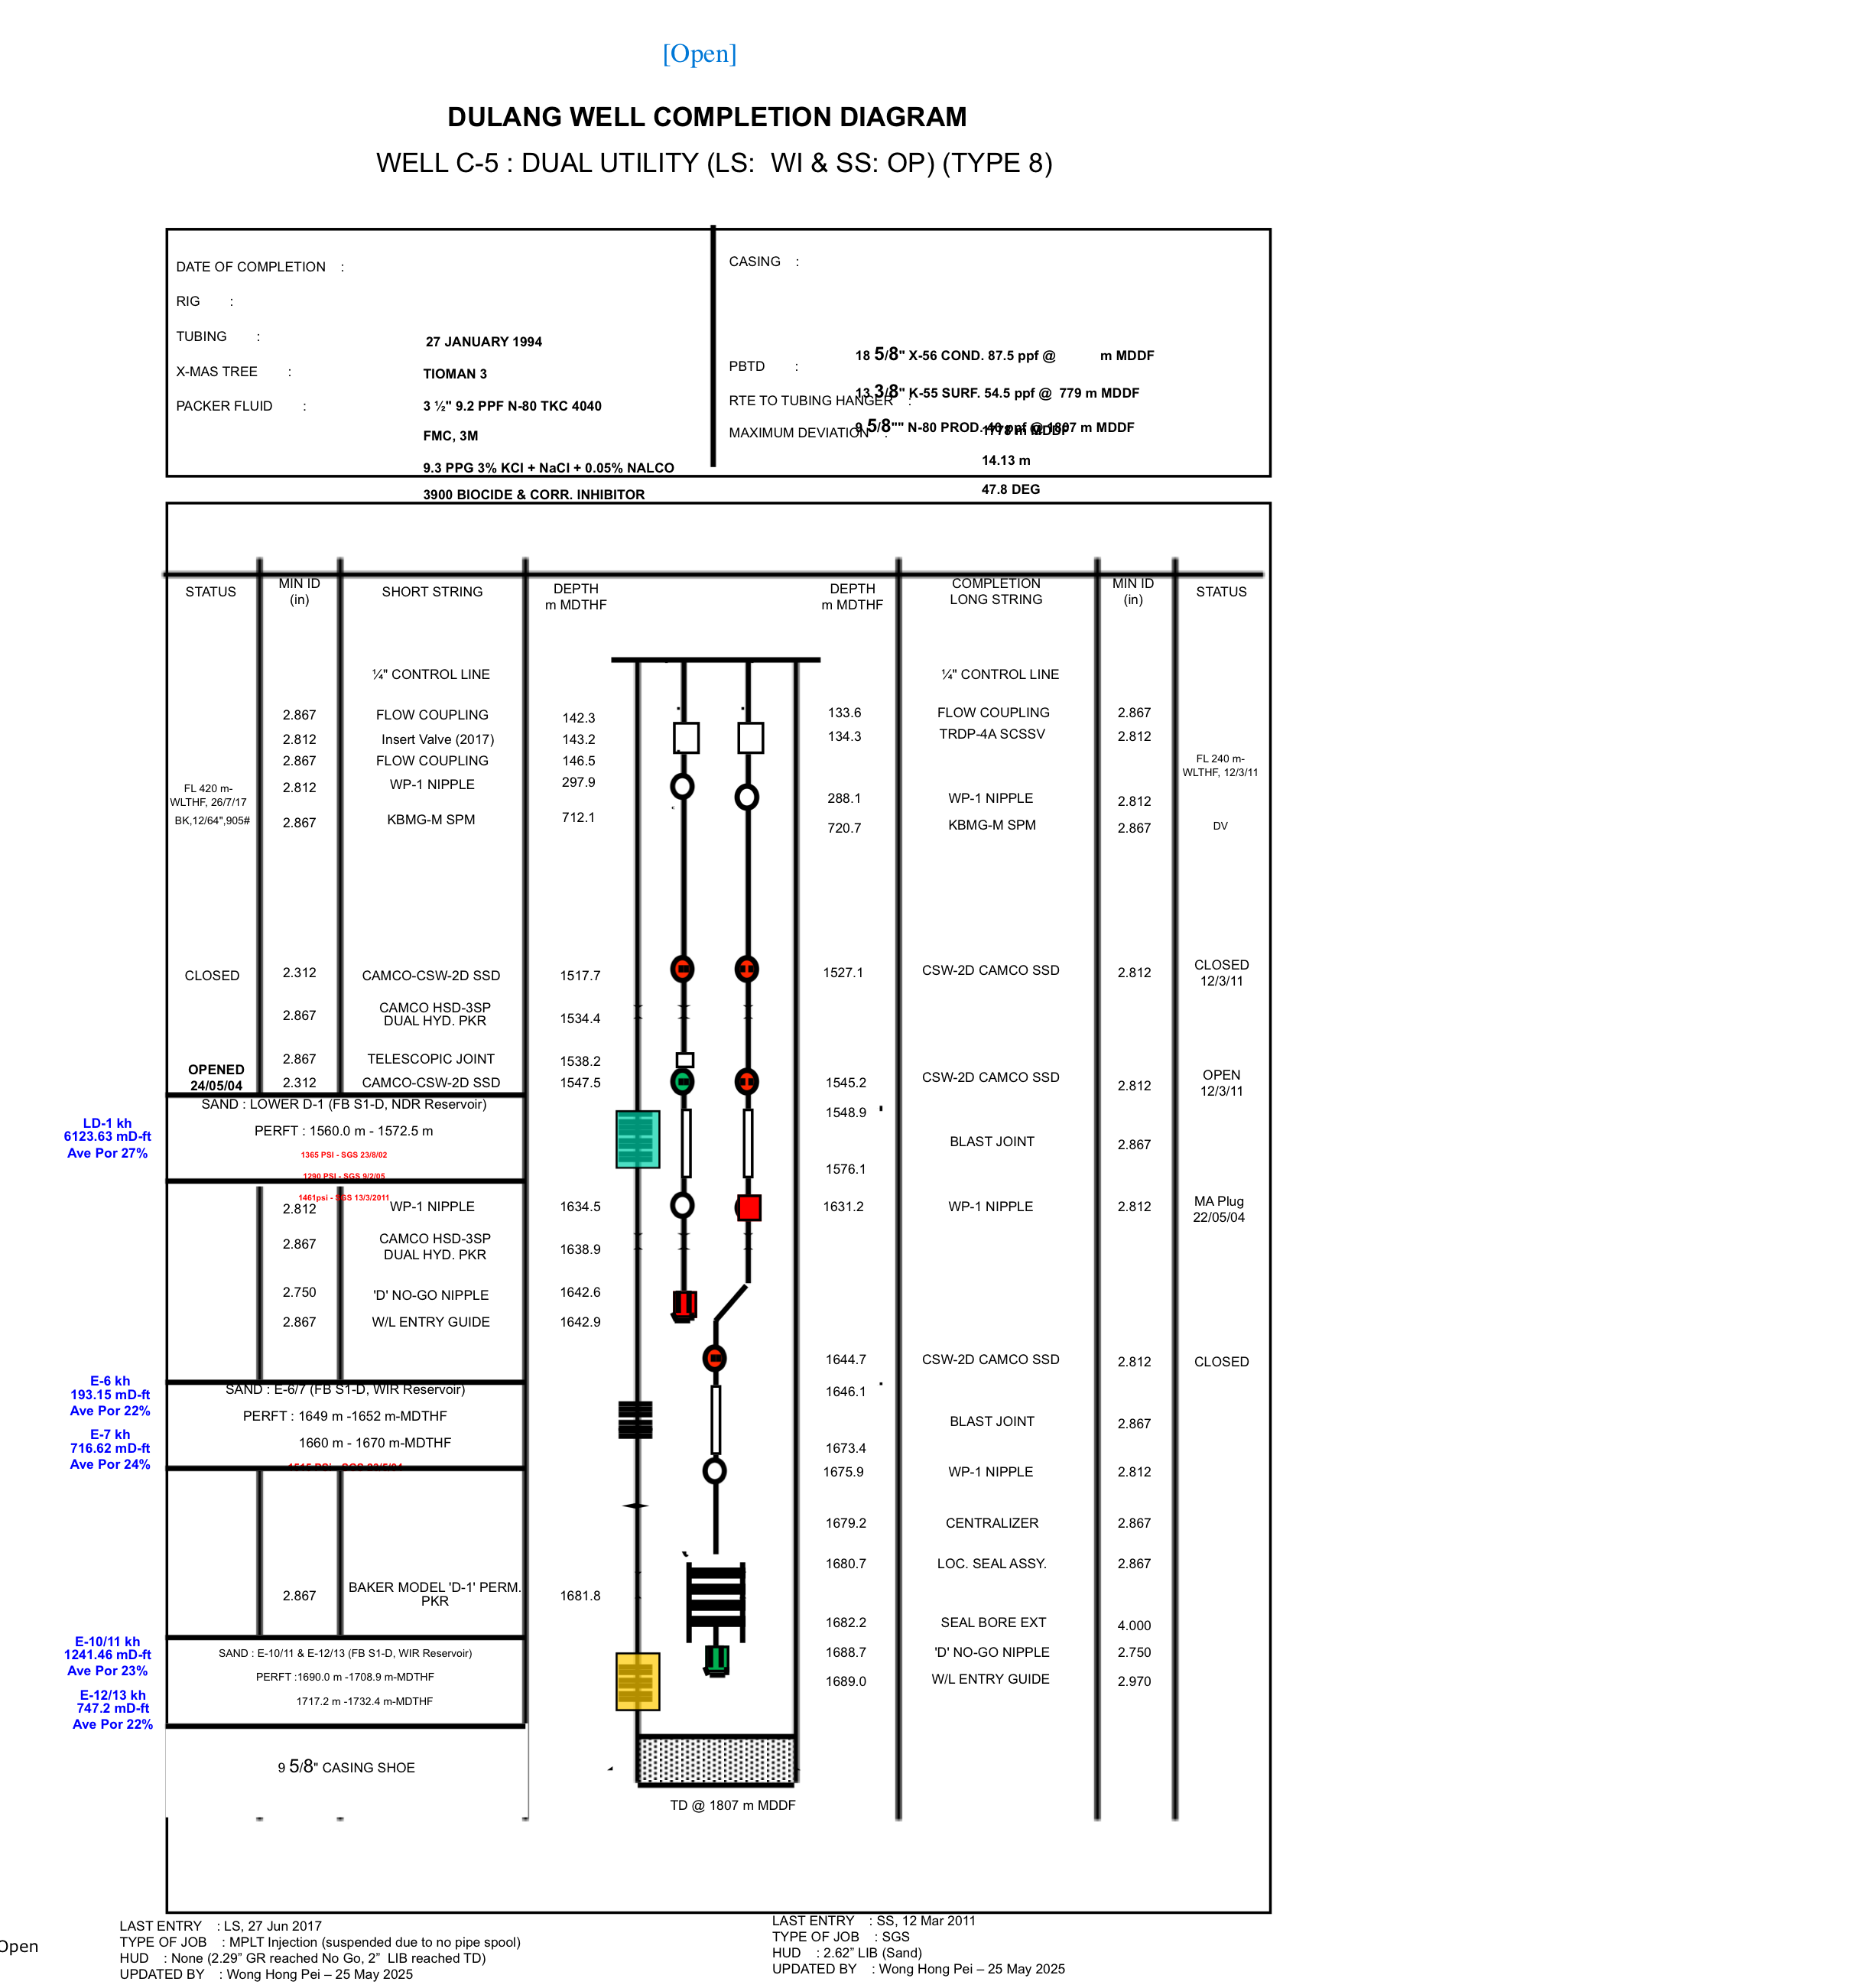 [Open]
DULANG WELL COMPLETION DIAGRAM
WELL C-5 : DUAL UTILITY (LS:  WI & SS: OP) (TYPE 8)
DATE OF COMPLETION :
RIG :
TUBING :
X-MAS TREE :
PACKER FLUID :
27 JANUARY 1994
TIOMAN 3
3 ½" 9.2 PPF N-80 TKC 4040
FMC, 3M
9.3 PPG 3% KCl + NaCl + 0.05% NALCO
3900 BIOCIDE & CORR. INHIBITOR
CASING :
PBTD :
RTE TO TUBING HANGER :
MAXIMUM DEVIATION :
18 5/8" X-56 COND. 87.5 ppf @ m MDDF
13 3/8" K-55 SURF. 54.5 ppf @ 779 m MDDF
9 5/8"" N-80 PROD. 40 ppf @ 1807 m MDDF
1778 m MDDF
14.13 m
47.8 DEG
STATUS
MIN ID
(in)
SHORT STRING
DEPTH
m MDTHF
DEPTH
m MDTHF
COMPLETION
LONG STRING
MIN ID
(in)
STATUS
¼" CONTROL LINE
¼" CONTROL LINE
2.867 FLOW COUPLING 142.3
133.6 FLOW COUPLING 2.867
2.812 Insert Valve (2017) 143.2
134.3 TRDP-4A SCSSV 2.812
2.867 FLOW COUPLING 146.5
FL 240 m-
WLTHF, 12/3/11
FL 420 m-
WLTHF, 26/7/17
2.812 WP-1 NIPPLE 297.9
288.1 WP-1 NIPPLE 2.812
BK,12/64",905# 2.867 KBMG-M SPM 712.1
720.7 KBMG-M SPM 2.867 DV
CLOSED 2.312 CAMCO-CSW-2D SSD 1517.7
1527.1 CSW-2D CAMCO SSD 2.812 CLOSED
12/3/11
2.867 CAMCO HSD-3SP
DUAL HYD. PKR 1534.4
2.867 TELESCOPIC JOINT 1538.2
OPENED
24/05/04 2.312 CAMCO-CSW-2D SSD 1547.5
1545.2 CSW-2D CAMCO SSD 2.812 OPEN
12/3/11
LD-1 kh
6123.63 mD-ft
Ave Por 27%
SAND : LOWER D-1 (FB S1-D, NDR Reservoir)
PERFT : 1560.0 m - 1572.5 m
1365 PSI - SGS 23/8/02
1290 PSI - SGS 9/2/05
1461psi - SGS 13/3/2011
1548.9
BLAST JOINT 2.867
1576.1
2.812 WP-1 NIPPLE 1634.5
1631.2 WP-1 NIPPLE 2.812 MA Plug
22/05/04
2.867 CAMCO HSD-3SP
DUAL HYD. PKR 1638.9
2.750 'D' NO-GO NIPPLE 1642.6
2.867 W/L ENTRY GUIDE 1642.9
1644.7 CSW-2D CAMCO SSD 2.812 CLOSED
E-6 kh
193.15 mD-ft
Ave Por 22%
E-7 kh
716.62 mD-ft
Ave Por 24%
SAND : E-6/7 (FB S1-D, WIR Reservoir)
PERFT : 1649 m -1652 m-MDTHF
1660 m - 1670 m-MDTHF
1646.1
BLAST JOINT 2.867
1673.4
1675.9 WP-1 NIPPLE 2.812
1679.2 CENTRALIZER 2.867
1680.7 LOC. SEAL ASSY. 2.867
2.867 BAKER MODEL 'D-1' PERM.
PKR 1681.8
1682.2 SEAL BORE EXT 4.000
1688.7 'D' NO-GO NIPPLE 2.750
1689.0 W/L ENTRY GUIDE 2.970
E-10/11 kh
1241.46 mD-ft
Ave Por 23%
E-12/13 kh
747.2 mD-ft
Ave Por 22%
SAND : E-10/11 & E-12/13 (FB S1-D, WIR Reservoir)
PERFT :1690.0 m -1708.9 m-MDTHF
1717.2 m -1732.4 m-MDTHF
9 5/8" CASING SHOE
TD @ 1807 m MDDF
Open
LAST ENTRY : LS, 27 Jun 2017
TYPE OF JOB : MPLT Injection (suspended due to no pipe spool)
HUD : None (2.29” GR reached No Go, 2” LIB reached TD)
UPDATED BY : Wong Hong Pei – 25 May 2025
LAST ENTRY : SS, 12 Mar 2011
TYPE OF JOB : SGS
HUD : 2.62” LIB (Sand)
UPDATED BY : Wong Hong Pei – 25 May 2025